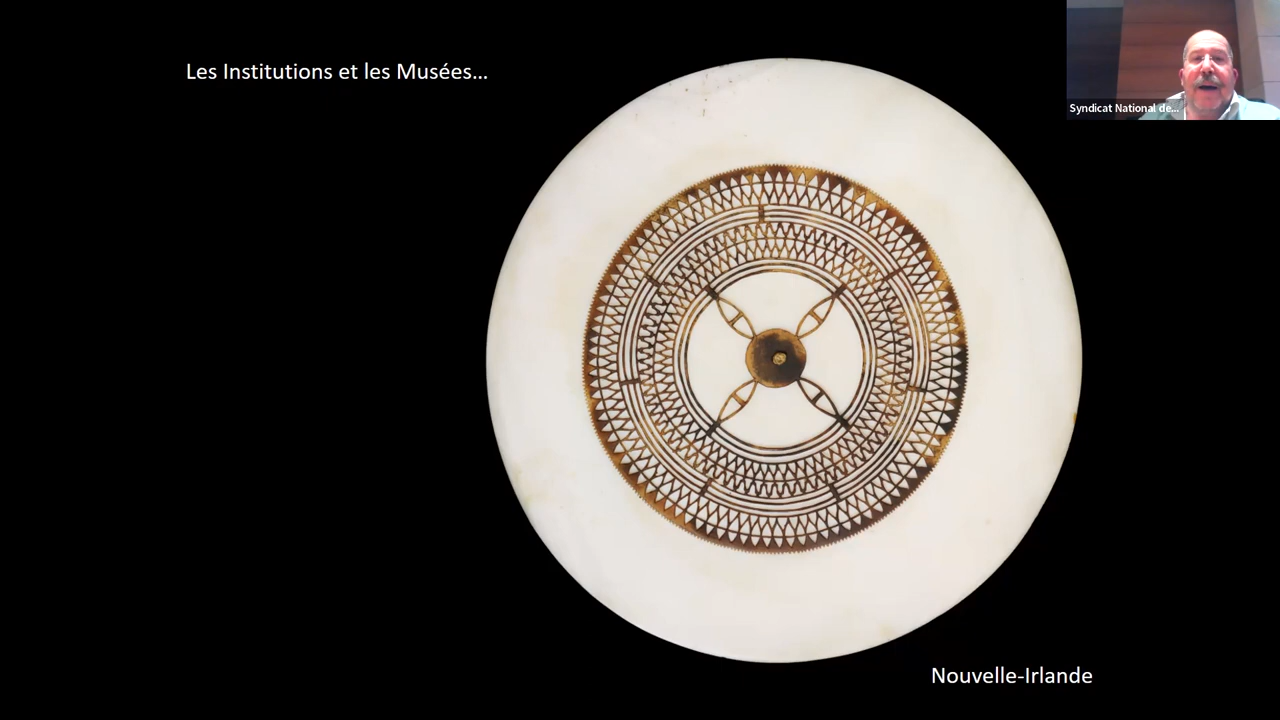 Les Institutions et les Musées...
Syndicat National de...
Nouvelle-Irlande